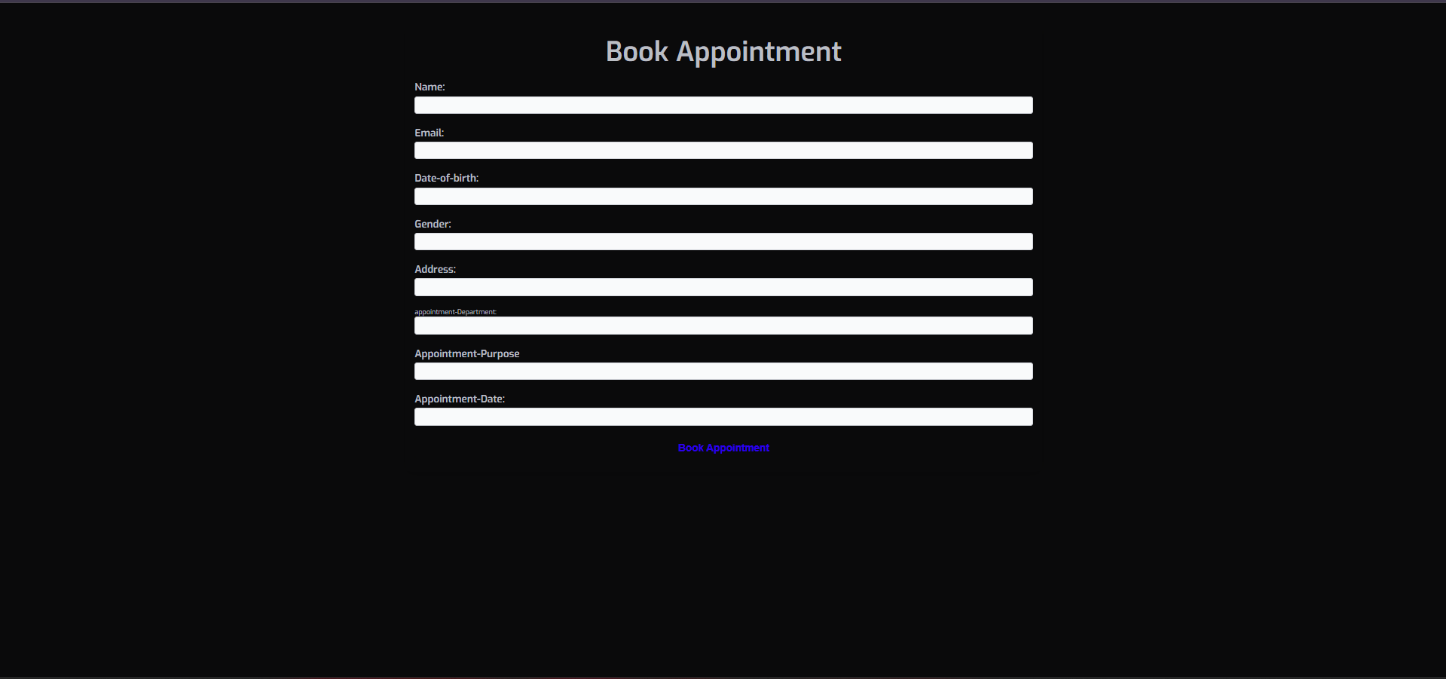 Book Appointment
Name:
Email:
Date-of-birth:
Gender:
Address:
appointment-Department:
Appointment-Purpose
Appointment-Date:
Book Appointment